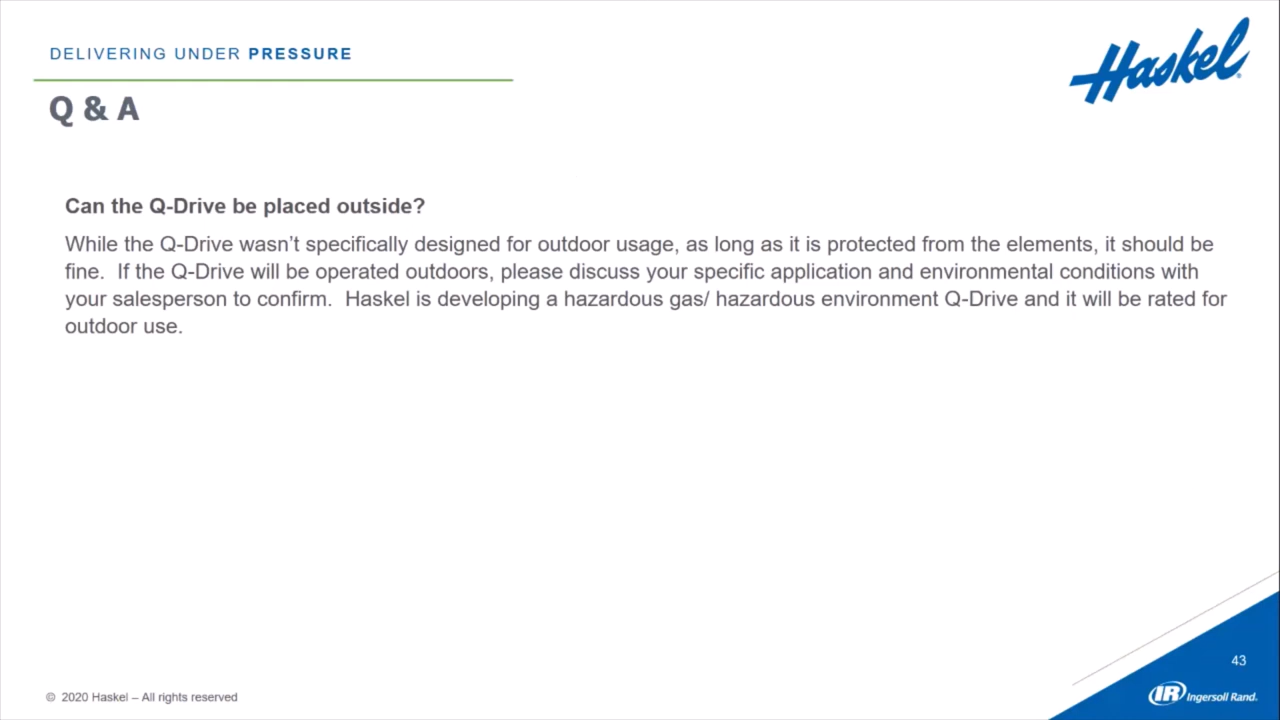 DELIVERING UNDER PRESSURE
Haskel®
Q & A
Can the Q-Drive be placed outside?
While the Q-Drive wasn’t specifically designed for outdoor usage, as long as it is protected from the elements, it should be
fine.  If the Q-Drive will be operated outdoors, please discuss your specific application and environmental conditions with
your salesperson to confirm.  Haskel is developing a hazardous gas/ hazardous environment Q-Drive and it will be rated for
outdoor use.
43
© 2020 Haskel – All rights reserved
IR Ingersoll Rand.